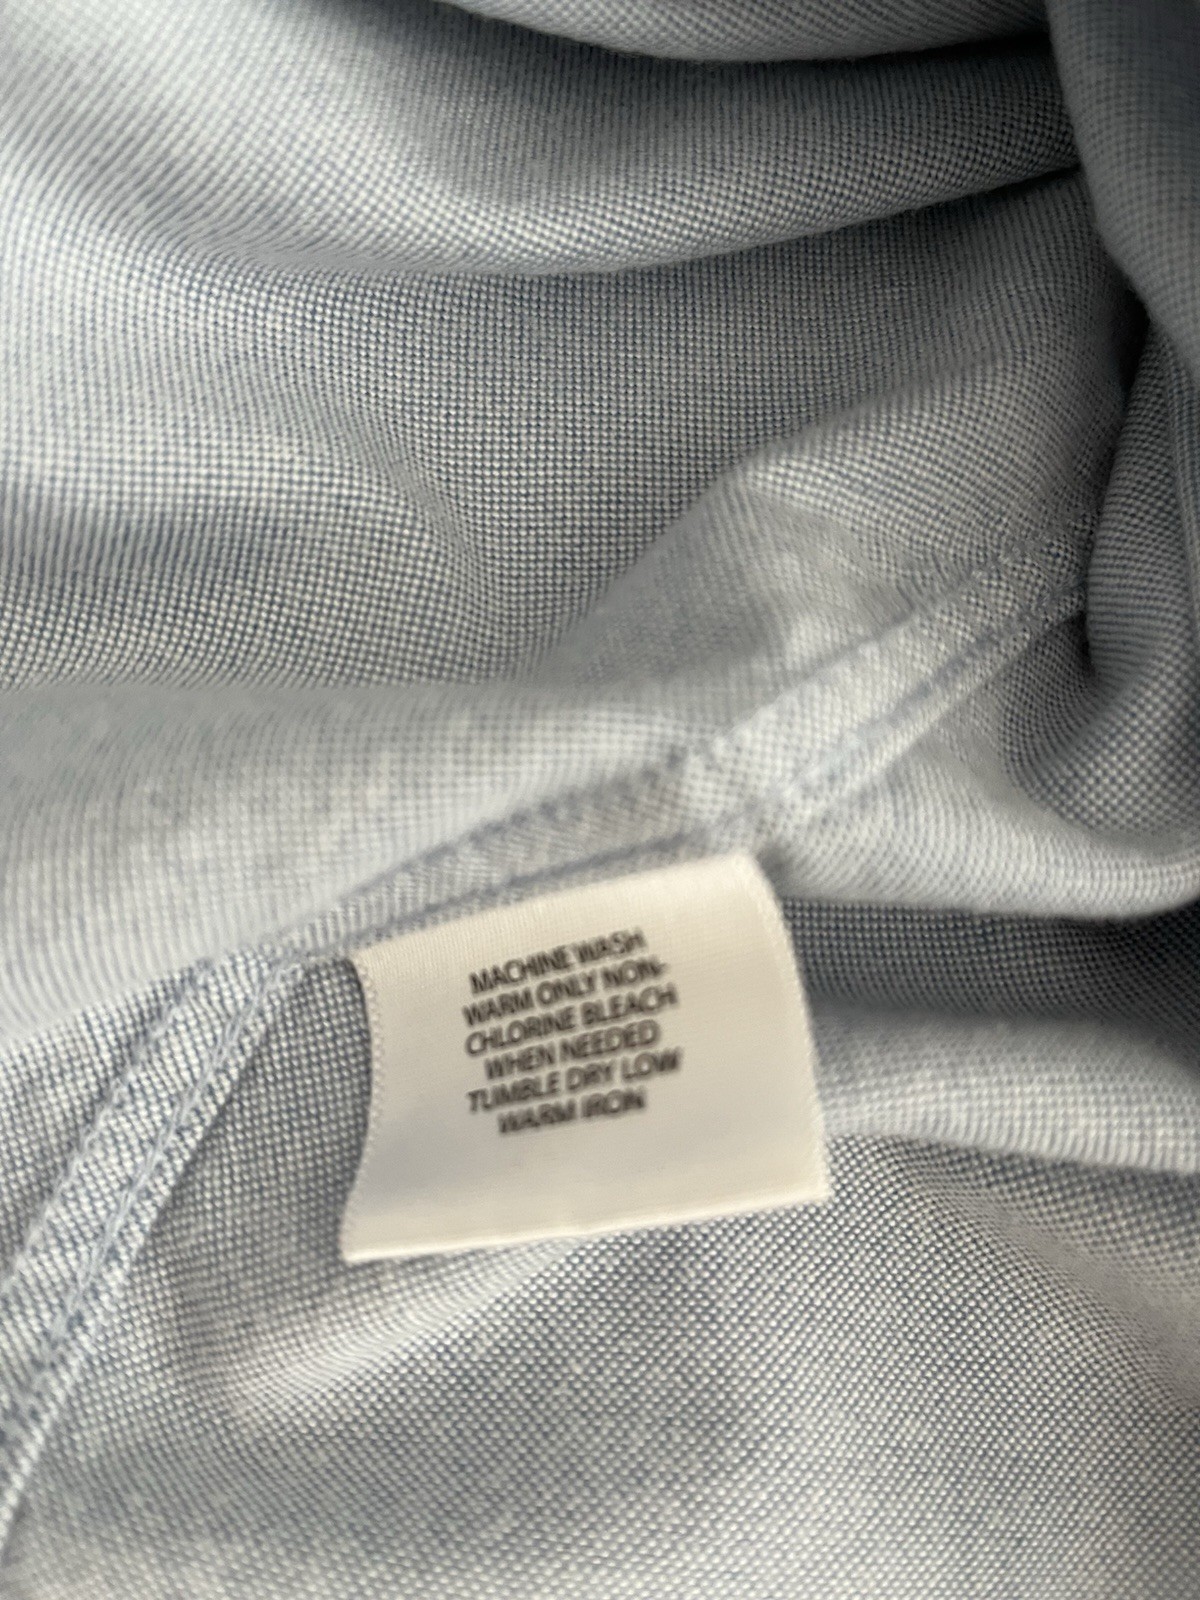 MACHINE WASH
WARM ONLY NON-
CHLORINE BLEACH
WHEN NEEDED
TUMBLE DRY LOW
WARM IRON